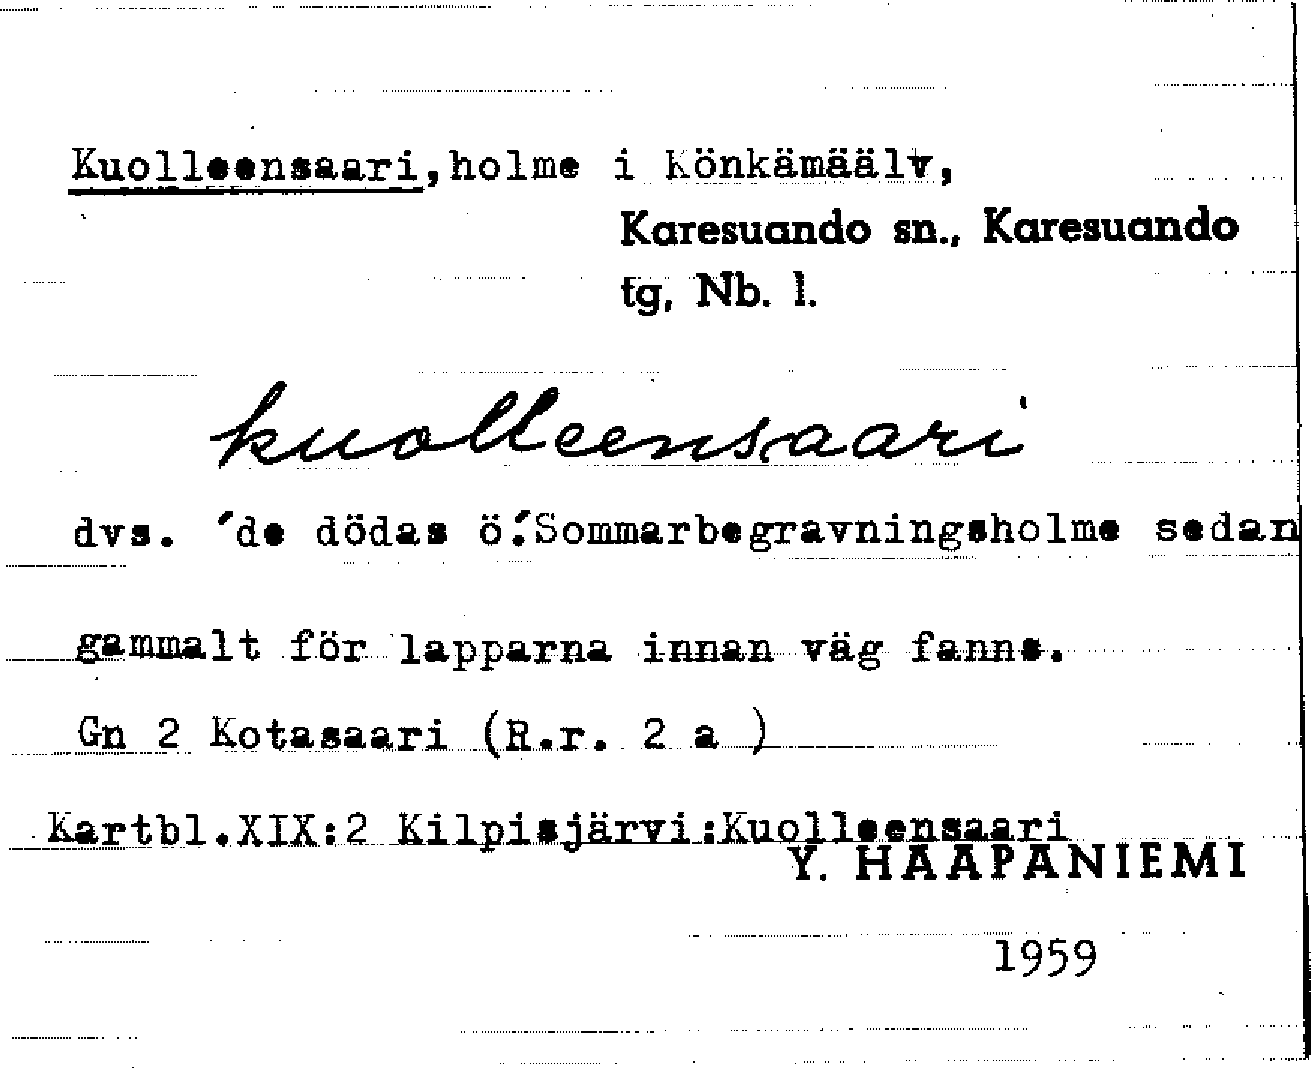 Kuolleensaari,holme i Könkämäälv,
Karesuando sn., Karesuando
tg, Nb. l.
kuolleensaari
dvs. ´de dödas ö´.Sommarbegravningsholme sedan
gammalt för lapparna innan väg fanns.
Gn 2 Kotasaari (R.r. 2 a )
Kartbl.XIX:2 Kilpisjärvi:Kuolleensaari
Y. HAAPANIEMI
1959